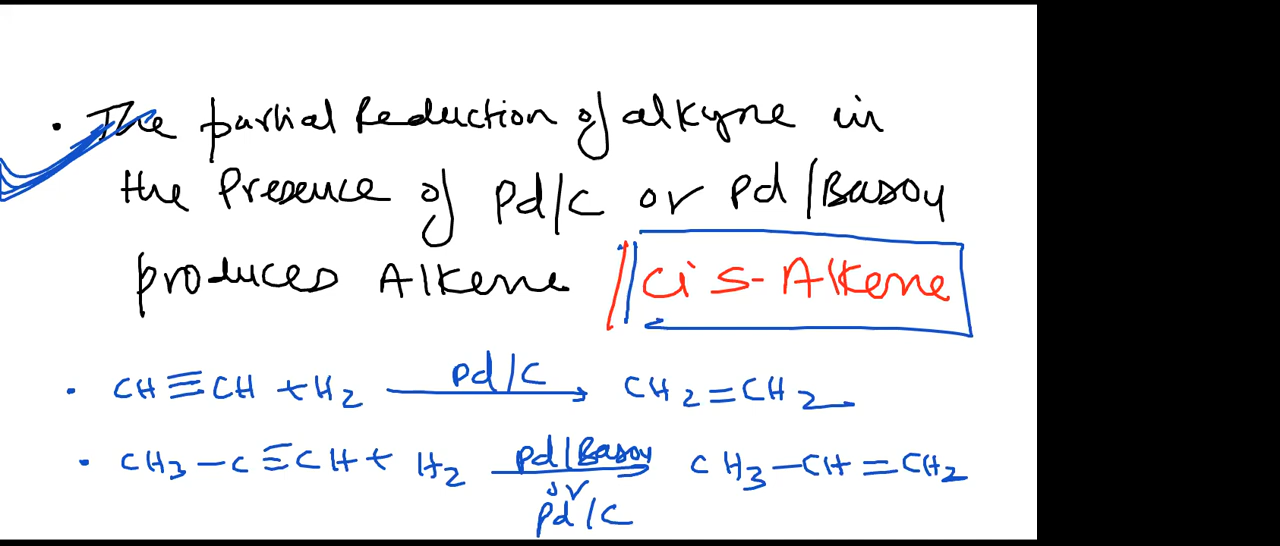 • The partial Reduction of alkyne in
the Presence of Pd/C or Pd/BaSO4
produces Alkene // cis-Alkene
• CH≡CH + H2 —Pd/C→ CH2=CH2
• CH3-C≡CH + H2 —Pd/BaSO4→ CH3-CH=CH2
or
Pd/C